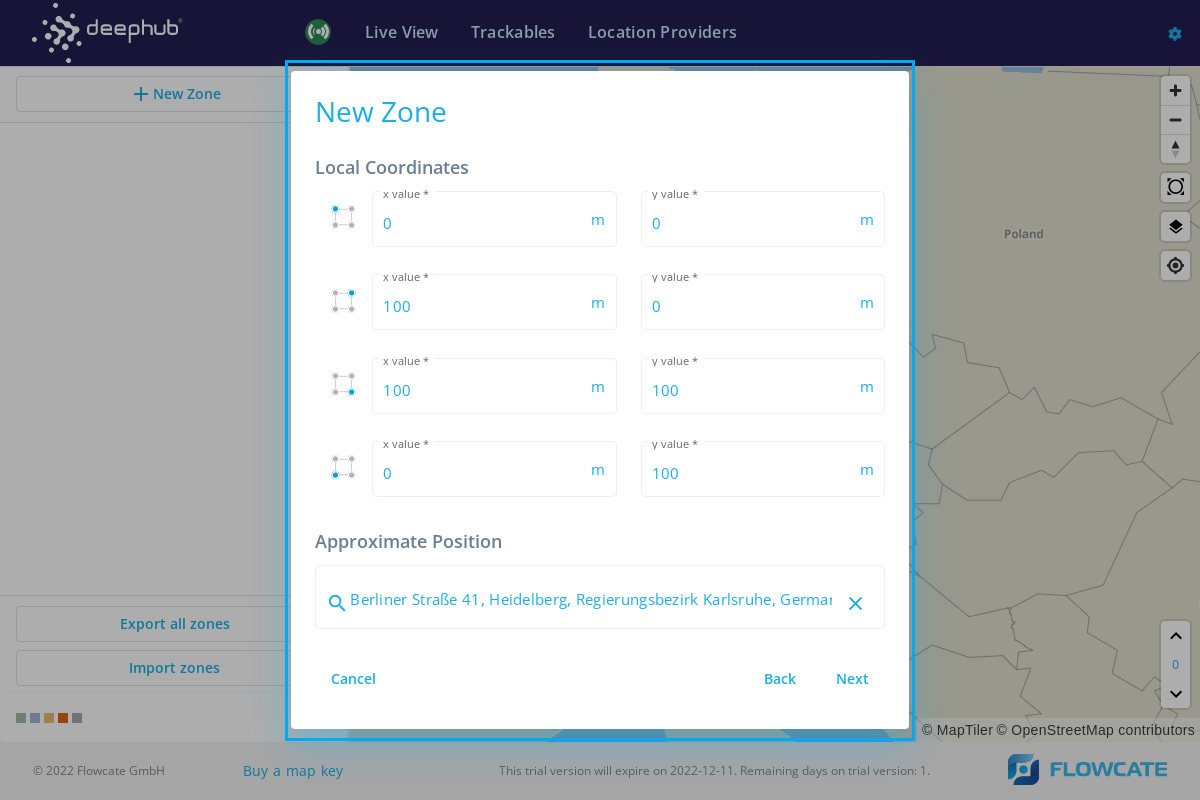 deephub
Live View
Trackables
Location Providers
New Zone
New Zone
Local Coordinates
x value *
0
m
y value *
0
m
x value *
100
m
y value *
0
m
x value *
100
m
y value *
100
m
x value *
0
m
y value *
100
m
Approximate Position
Berliner Straße 41, Heidelberg, Regierungsbezirk Karlsruhe, German
Cancel
Back
Next
Export all zones
Import zones
Poland
0
© MapTiler © OpenStreetMap contributors
© 2022 Flowcate GmbH
Buy a map key
This trial version will expire on 2022-12-11. Remaining days on trial version: 1.
FLOWCATE